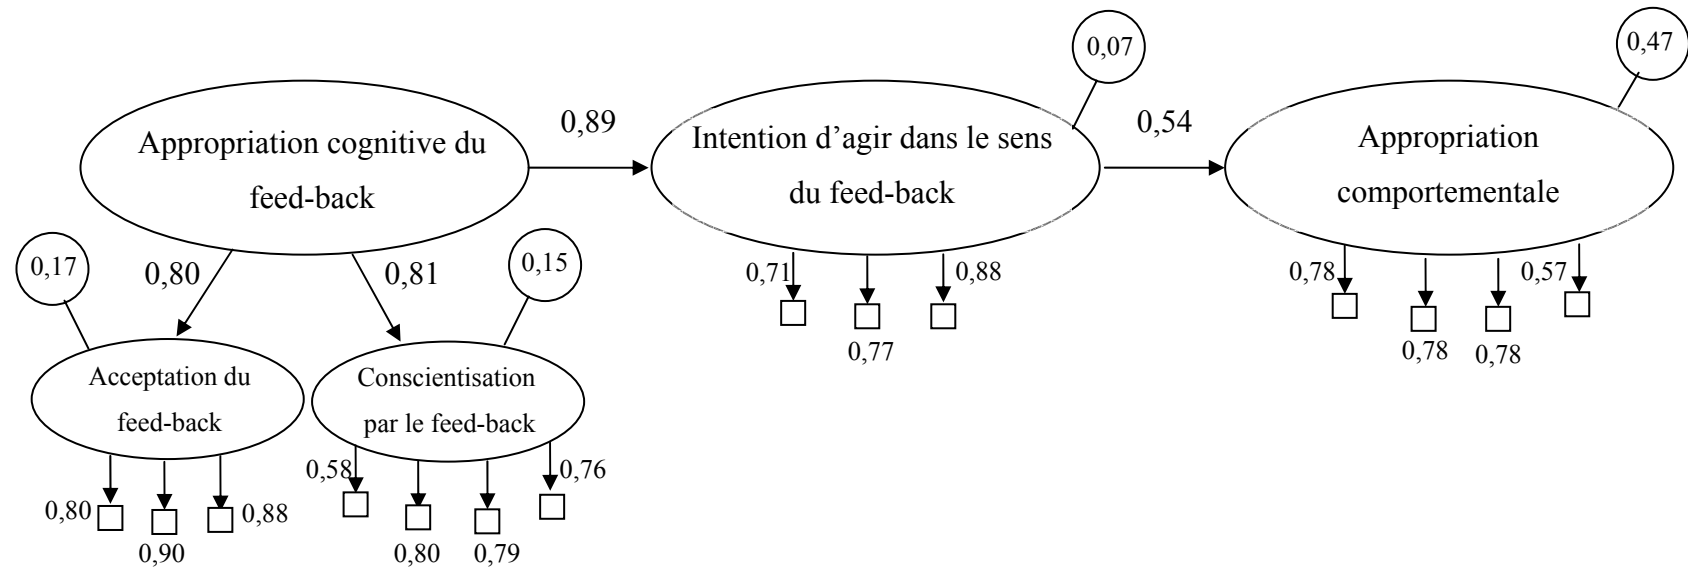 0,07
0,47
0,89
0,54
Appropriation cognitive du
feed-back
Intention d’agir dans le sens
du feed-back
Appropriation
comportementale
0,17
0,80
0,81
0,15
0,71
0,88
0,77
0,78
0,57
0,78
0,78
Acceptation du
feed-back
Conscientisation
par le feed-back
0,80
0,90
0,88
0,58
0,80
0,79
0,76